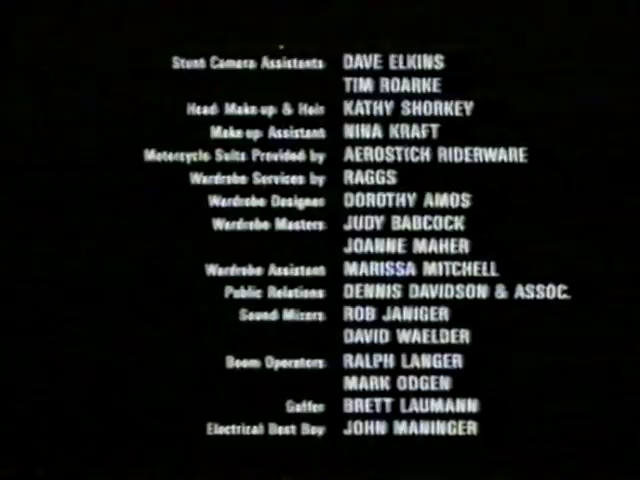 Stunt Camera Assistants DAVE ELKINS
TIM ROARKE
Head Make-up & Hair KATHY SHORKEY
Make-up Assistant NINA KRAFT
Motorcycle Suits Provided by AEROSTICH RIDERWARE
Wardrobe Services by RAGGS
Wardrobe Designer DOROTHY AMOS
Wardrobe Masters JUDY BABCOCK
JOANNE MAHER
Wardrobe Assistant MARISSA MITCHELL
Public Relations DENNIS DAVIDSON & ASSOC.
Sound Mixers ROB JANIGER
DAVID WAELDER
Boom Operators RALPH LANGER
MARK ODGEN
Gaffer BRETT LAUMANN
Electrical Best Boy JOHN MANINGER